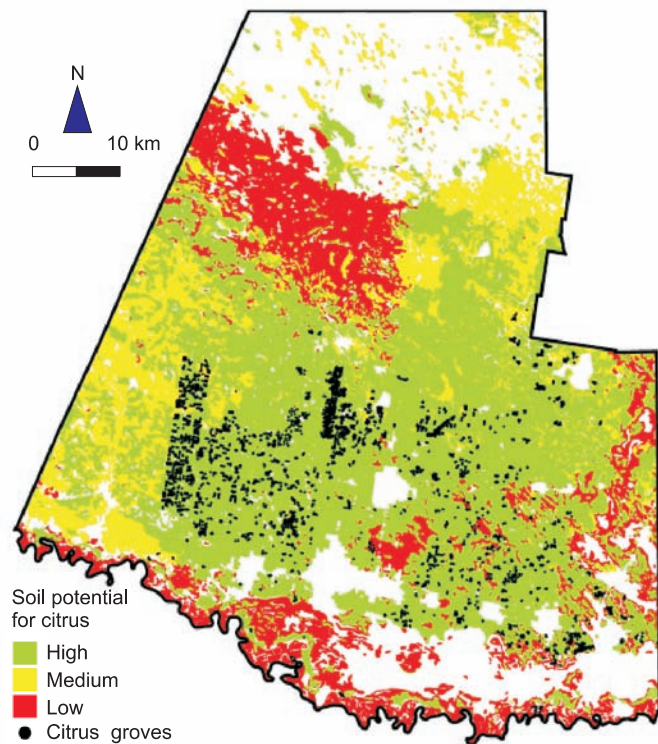 N
0 10 km
Soil potential
for citrus
High
Medium
Low
Citrus groves